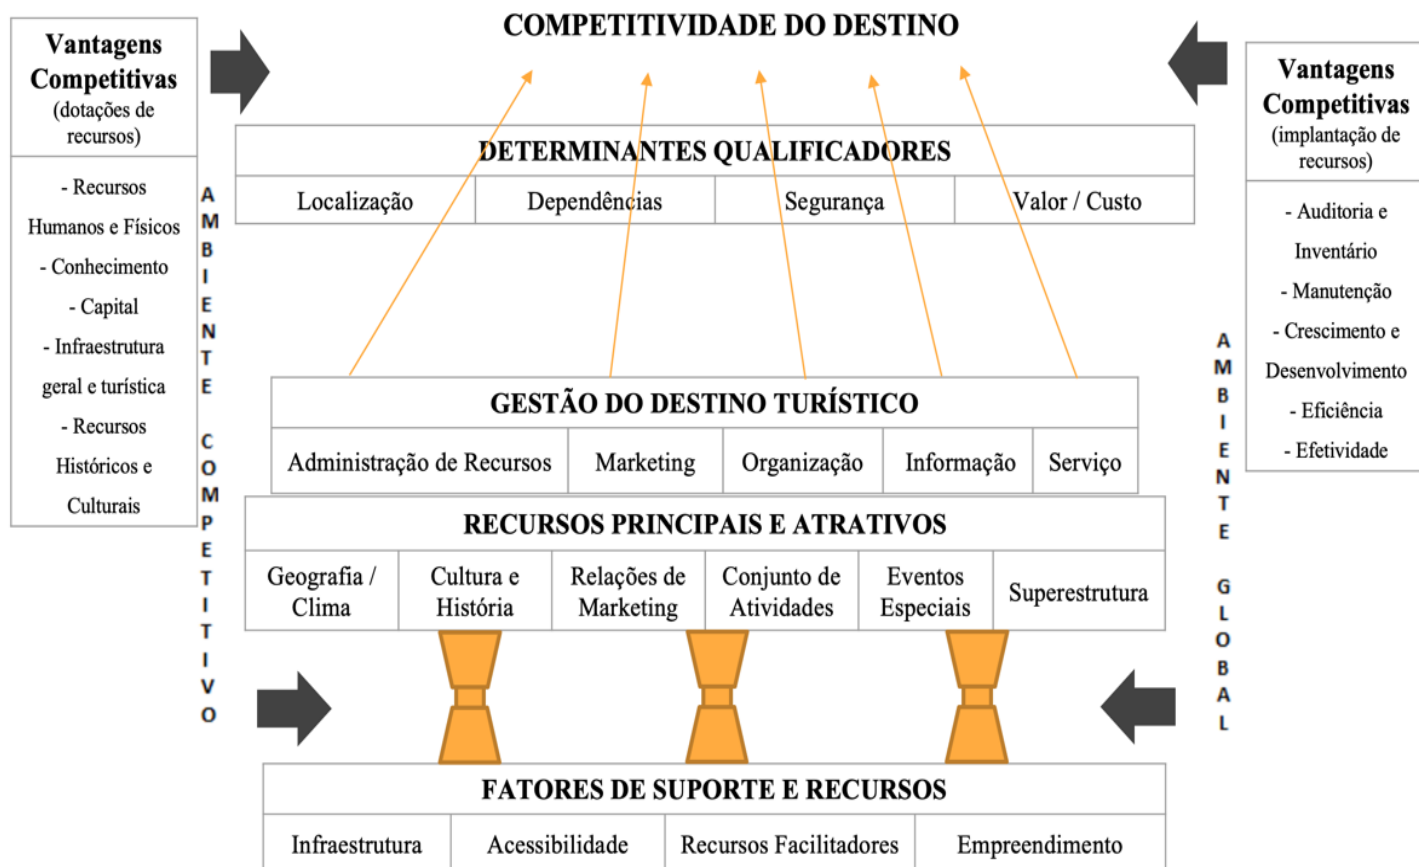 COMPETITIVIDADE DO DESTINO
Vantagens
Competitivas
(dotações de
recursos)
- Recursos
Humanos e Físicos
- Conhecimento
- Capital
- Infraestrutura
geral e turística
- Recursos
Históricos e
Culturais
AMBIENTE COMPETITIVO
DETERMINANTES QUALIFICADORES
Localização
Dependências
Segurança
Valor / Custo
GESTÃO DO DESTINO TURÍSTICO
Administração de Recursos
Marketing
Organização
Informação
Serviço
RECURSOS PRINCIPAIS E ATRATIVOS
Geografia /
Clima
Cultura e
História
Relações de
Marketing
Conjunto de
Atividades
Eventos
Especiais
Superestrutura
FATORES DE SUPORTE E RECURSOS
Infraestrutura
Acessibilidade
Recursos Facilitadores
Empreendimento
AMBIENTE GLOBAL
Vantagens
Competitivas
(implantação de
recursos)
- Auditoria e
Inventário
- Manutenção
- Crescimento e
Desenvolvimento
- Eficiência
- Efetividade